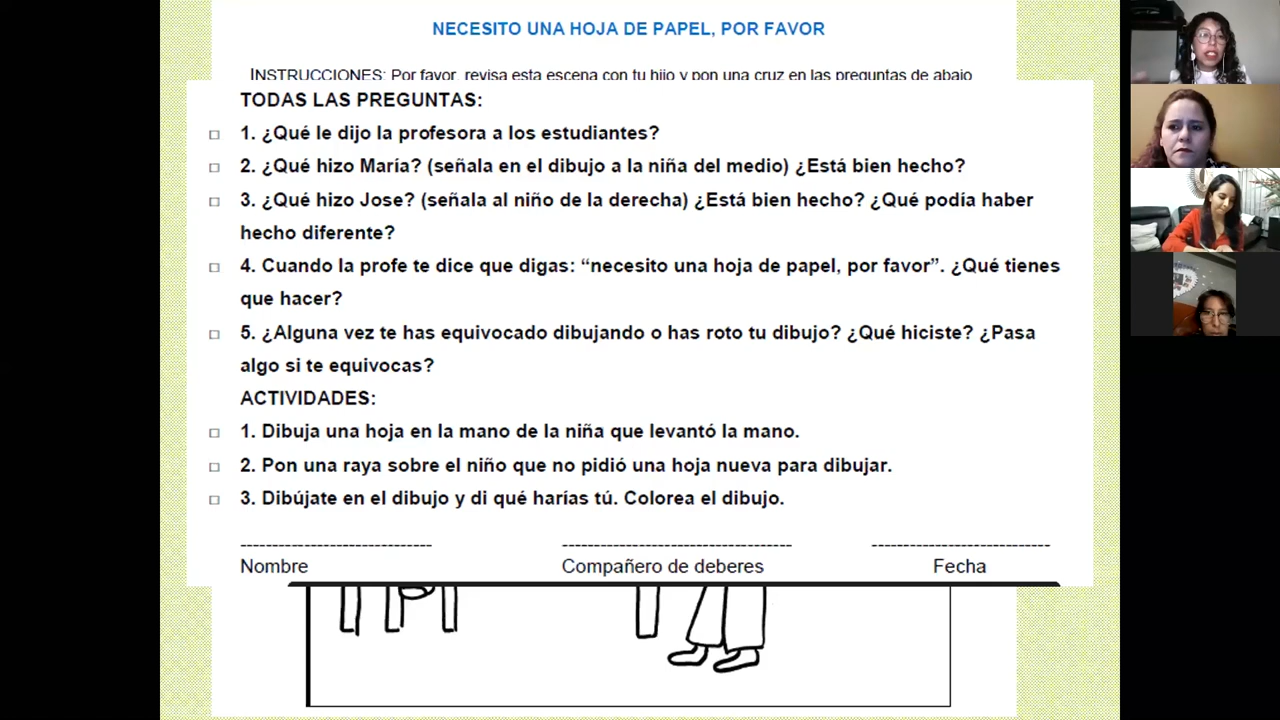 NECESITO UNA HOJA DE PAPEL, POR FAVOR
INSTRUCCIONES: Por favor, revisa esta escena con tu hijo y pon una cruz en las preguntas de abajo
TODAS LAS PREGUNTAS:
1. ¿Qué le dijo la profesora a los estudiantes?
2. ¿Qué hizo María? (señala en el dibujo a la niña del medio) ¿Está bien hecho?
3. ¿Qué hizo Jose? (señala al niño de la derecha) ¿Está bien hecho? ¿Qué podía haber
hecho diferente?
4. Cuando la profe te dice que digas: “necesito una hoja de papel, por favor”. ¿Qué tienes
que hacer?
5. ¿Alguna vez te has equivocado dibujando o has roto tu dibujo? ¿Qué hiciste? ¿Pasa
algo si te equivocas?
ACTIVIDADES:
1. Dibuja una hoja en la mano de la niña que levantó la mano.
2. Pon una raya sobre el niño que no pidió una hoja nueva para dibujar.
3. Dibújate en el dibujo y di qué harías tú. Colorea el dibujo.
Nombre Compañero de deberes Fecha